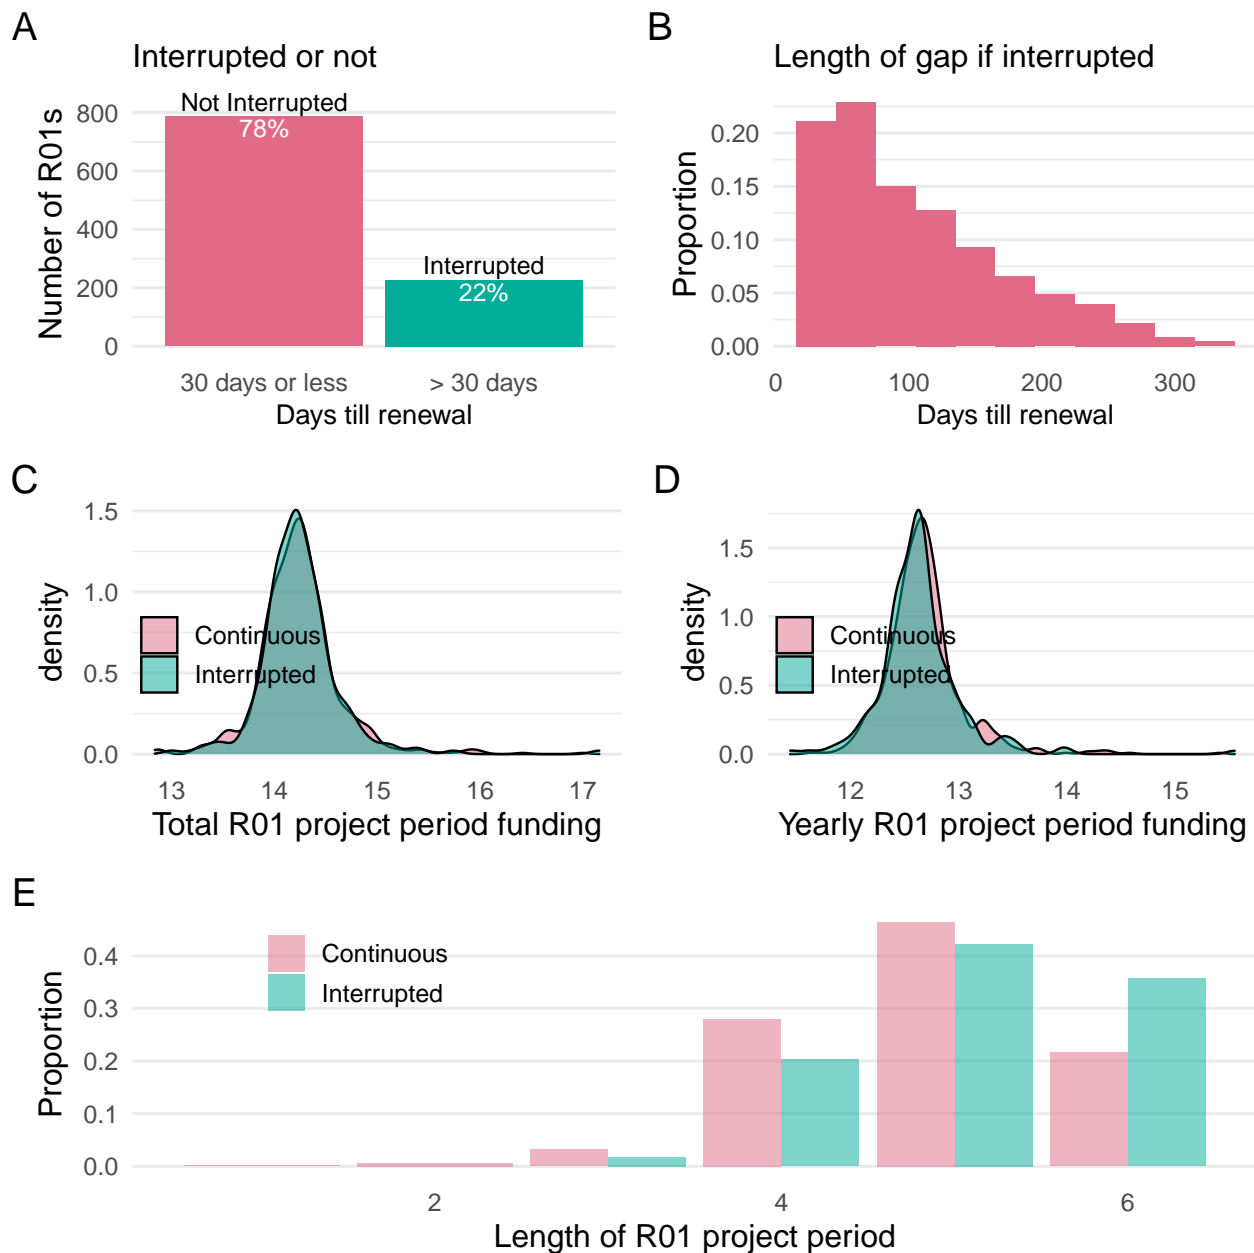 A
Interrupted or not
Number of R01s
800
600
400
200
0
Not Interrupted
78%
Interrupted
22%
30 days or less
> 30 days
Days till renewal
B
Length of gap if interrupted
Proportion
0.20
0.15
0.10
0.05
0.00
0
100
200
300
Days till renewal
C
density
1.5
1.0
0.5
0.0
Continuous
Interrupted
13
14
15
16
17
Total R01 project period funding
D
density
1.5
1.0
0.5
0.0
Continuous
Interrupted
12
13
14
15
Yearly R01 project period funding
E
Proportion
0.4
0.3
0.2
0.1
0.0
Continuous
Interrupted
2
4
6
Length of R01 project period